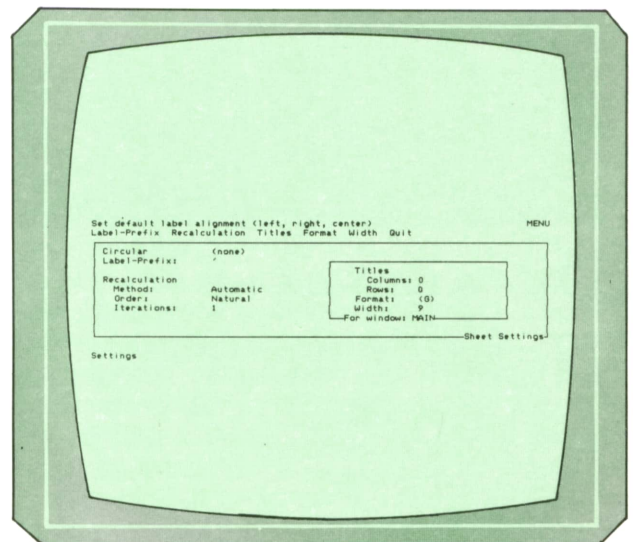 Set default label alignment (left, right, center) MENU
Label-Prefix Recalculation Titles Format Width Quit
Circular (none)
Label-Prefix: '
Recalculation
Method: Automatic
Order: Natural
Iterations: 1
Titles
Columns: 0
Rows: 0
Format: (G)
Width: 9
For window: MAIN
Sheet Settings
Settings